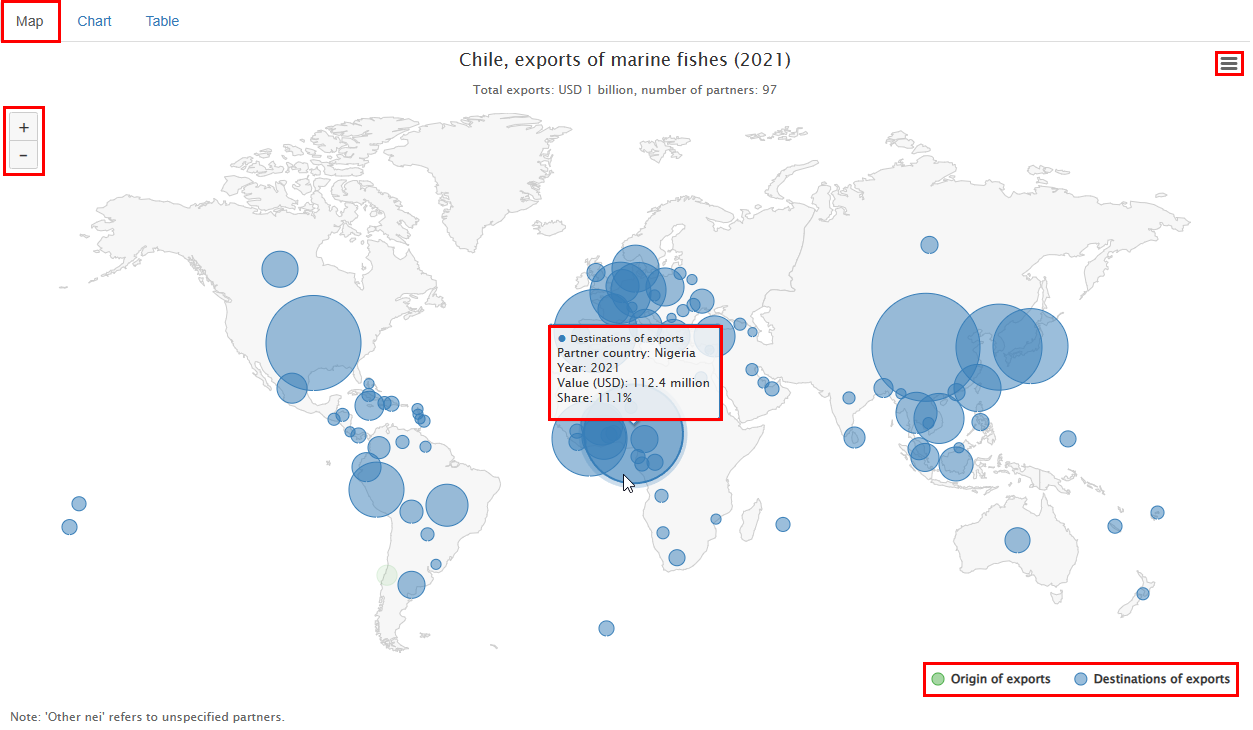 Map Chart Table
Chile, exports of marine fishes (2021)
Total exports: USD 1 billion, number of partners: 97
+
–
Destinations of exports
Partner country: Nigeria
Year: 2021
Value (USD): 112.4 million
Share: 11.1%
Origin of exports Destinations of exports
Note: 'Other nei' refers to unspecified partners.